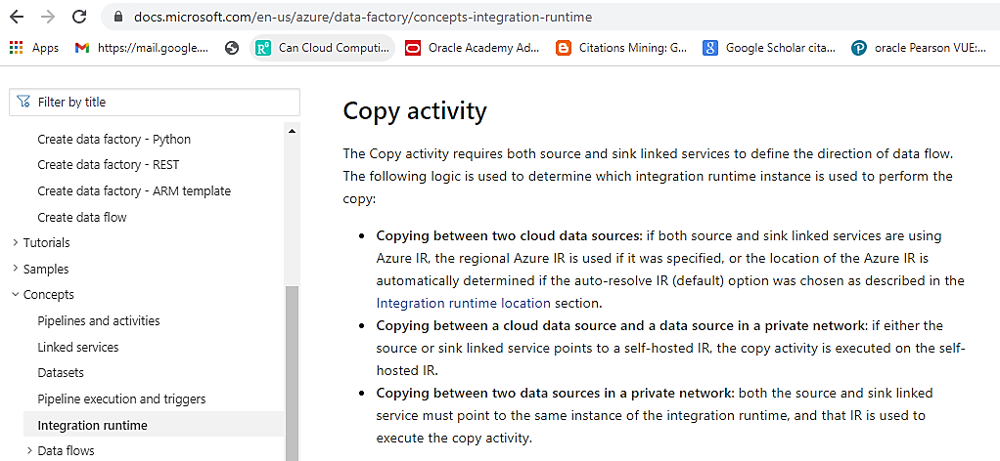 docs.microsoft.com/en-us/azure/data-factory/concepts-integration-runtime
Apps https://mail.google.... Can Cloud Computi... Oracle Academy Ad... Citations Mining: G... Google Scholar cita... oracle Pearson VUE:...
Filter by title
Create data factory - Python
Create data factory - REST
Create data factory - ARM template
Create data flow
Tutorials
Samples
Concepts
Pipelines and activities
Linked services
Datasets
Pipeline execution and triggers
Integration runtime
Data flows
Copy activity
The Copy activity requires both source and sink linked services to define the direction of data flow.
The following logic is used to determine which integration runtime instance is used to perform the
copy:
• Copying between two cloud data sources: if both source and sink linked services are using
Azure IR, the regional Azure IR is used if it was specified, or the location of the Azure IR is
automatically determined if the auto-resolve IR (default) option was chosen as described in the
Integration runtime location section.
• Copying between a cloud data source and a data source in a private network: if either the
source or sink linked service points to a self-hosted IR, the copy activity is executed on the self-
hosted IR.
• Copying between two data sources in a private network: both the source and sink linked
service must point to the same instance of the integration runtime, and that IR is used to
execute the copy activity.